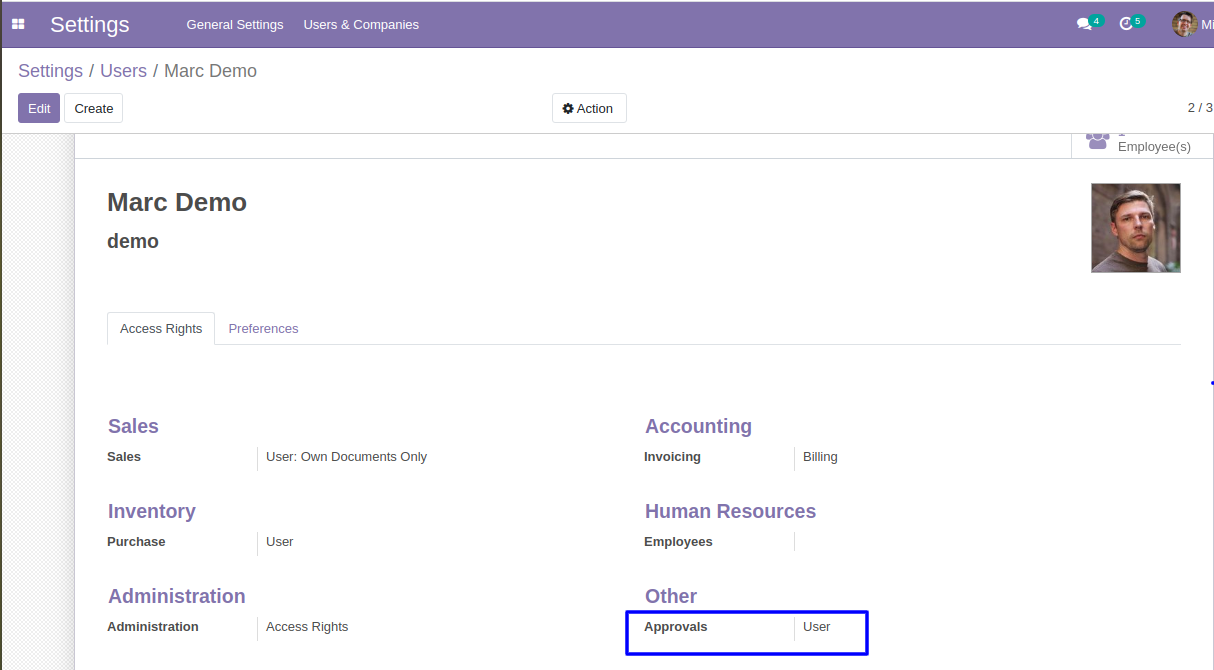 Settings General Settings Users & Companies 4 5 Mi
Settings / Users / Marc Demo
Edit Create Action 2 / 3
Employee(s)
Marc Demo
demo
Access Rights Preferences
Sales Accounting
Sales User: Own Documents Only Invoicing Billing
Inventory Human Resources
Purchase User Employees
Administration Other
Administration Access Rights Approvals User